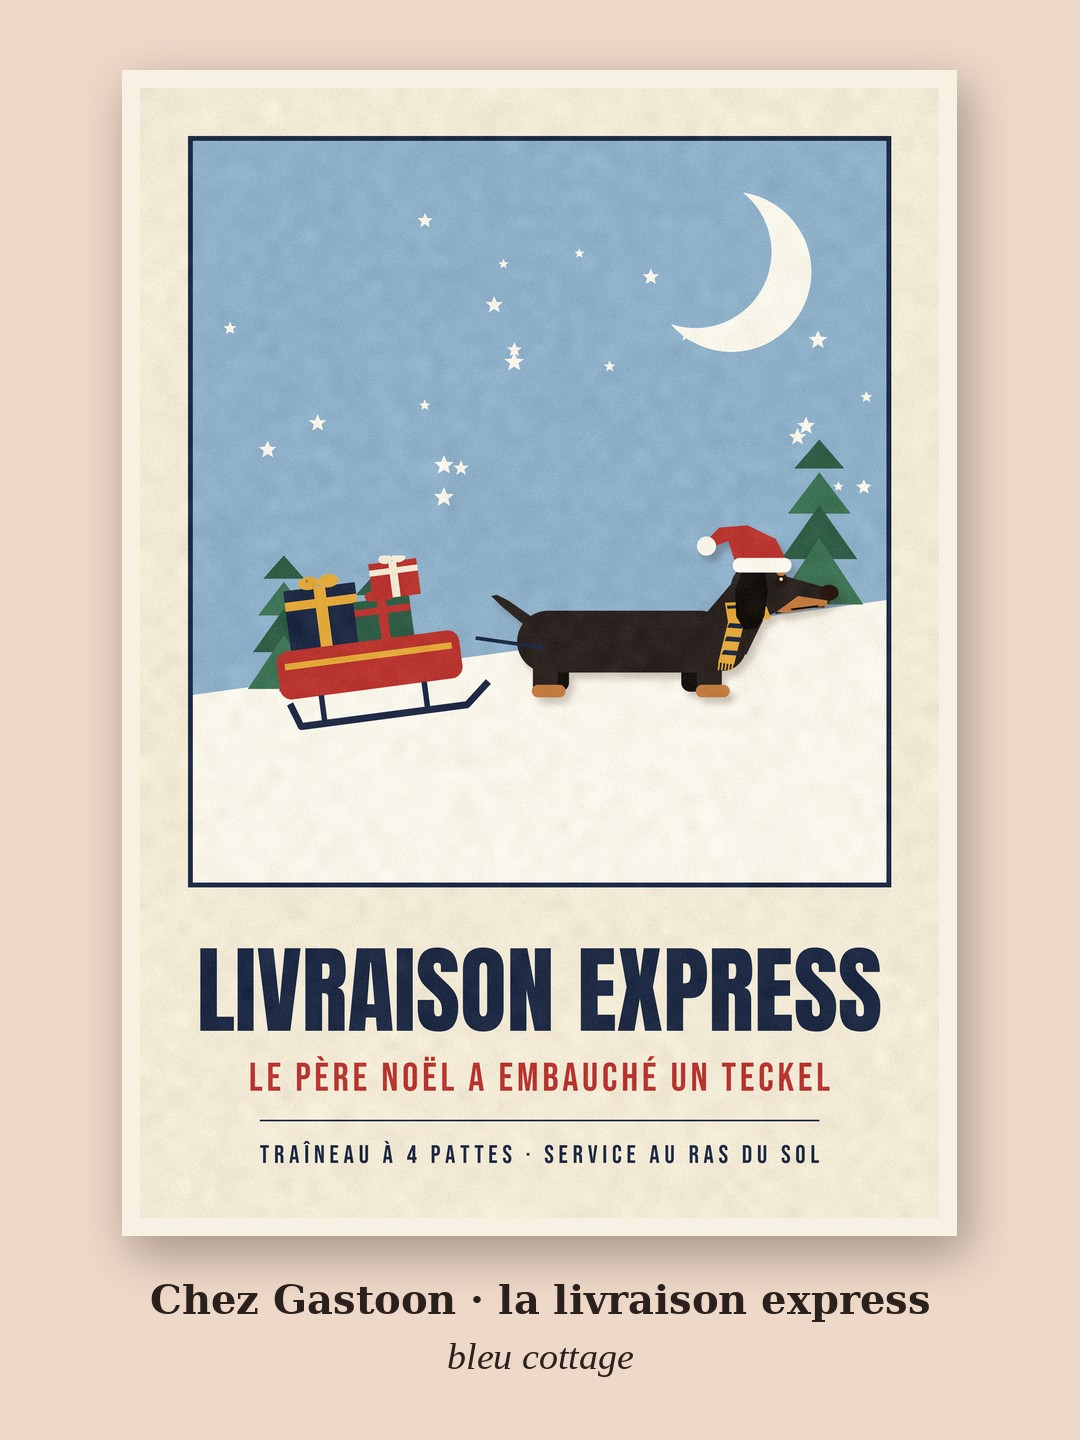 LIVRAISON EXPRESS
LE PÈRE NOËL A EMBAUCHÉ UN TECKEL
TRAÎNEAU À 4 PATTES · SERVICE AU RAS DU SOL
Chez Gastoon · la livraison express
bleu cottage